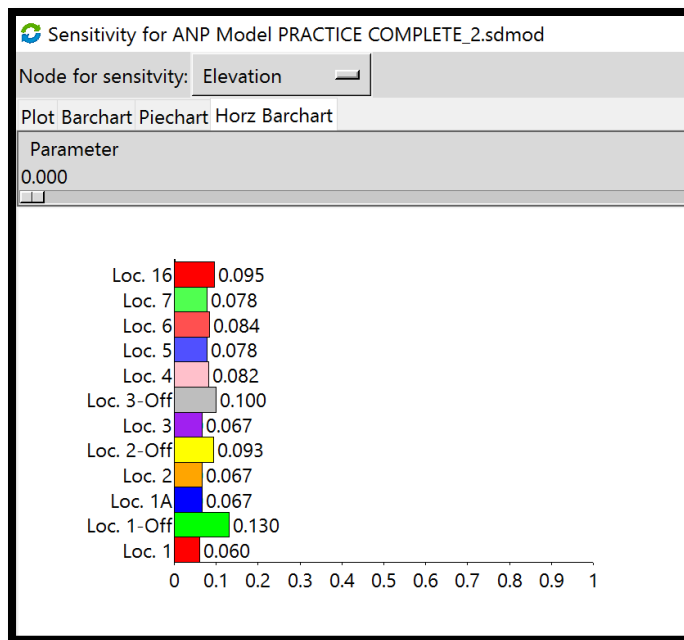 Sensitivity for ANP Model PRACTICE COMPLETE_2.sdmod
Node for sensitvity: Elevation
Plot Barchart Piechart Horz Barchart
Parameter
0.000
Loc. 16 0.095
Loc. 7 0.078
Loc. 6 0.084
Loc. 5 0.078
Loc. 4 0.082
Loc. 3-Off 0.100
Loc. 3 0.067
Loc. 2-Off 0.093
Loc. 2 0.067
Loc. 1A 0.067
Loc. 1-Off 0.130
Loc. 1 0.060
0 0.1 0.2 0.3 0.4 0.5 0.6 0.7 0.8 0.9 1